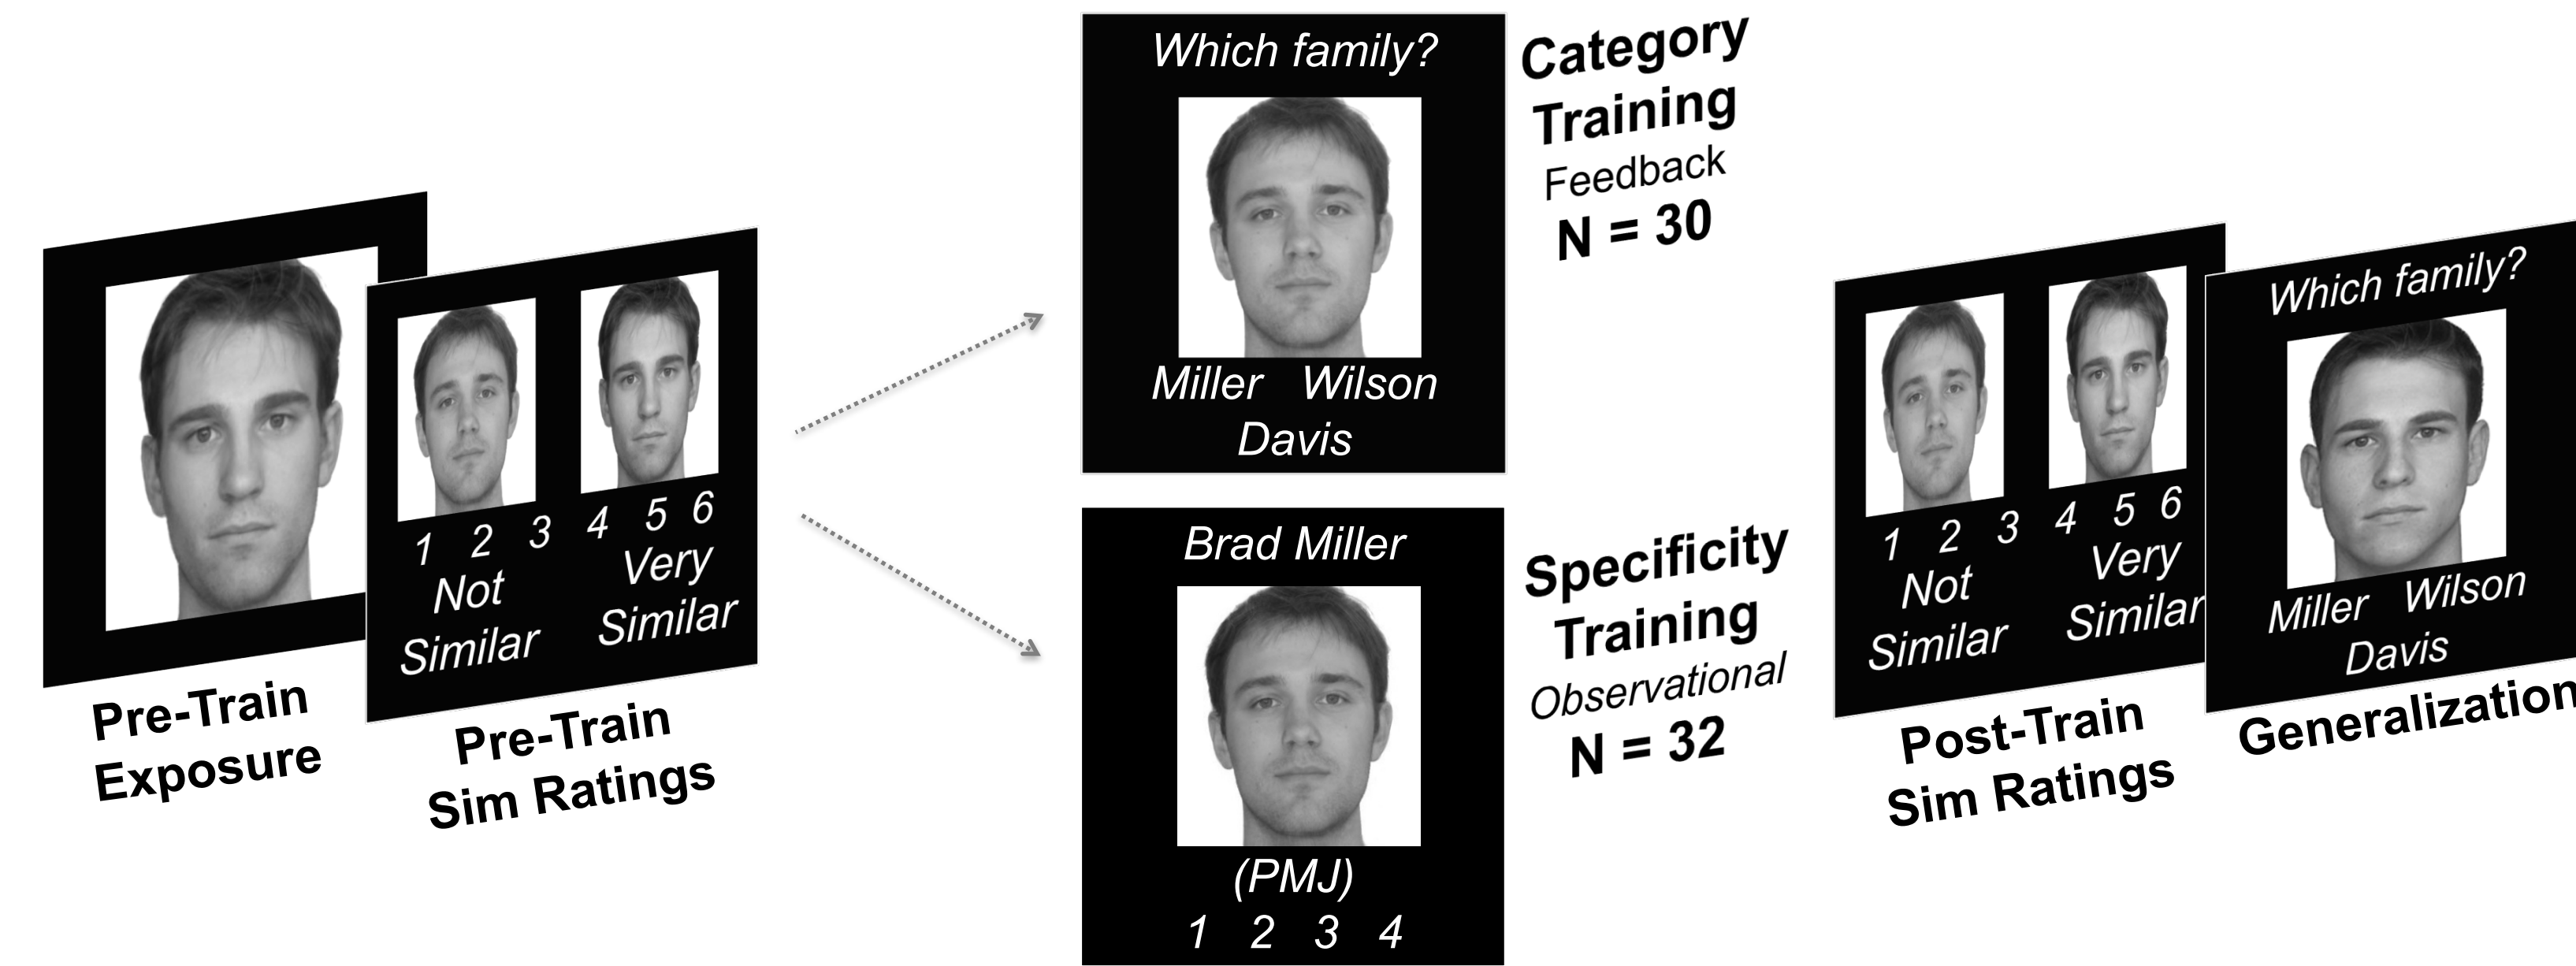 Pre-Train
Exposure
1 2 3 4 5 6
Not
Similar
Very
Similar
Pre-Train
Sim Ratings
Which family?
Miller Wilson
Davis
Category
Training
Feedback
N = 30
Brad Miller
(PMJ)
1 2 3 4
Specificity
Training
Observational
N = 32
1 2 3 4 5 6
Not
Similar
Very
Similar
Post-Train
Sim Ratings
Which family?
Miller Wilson
Davis
Generalization